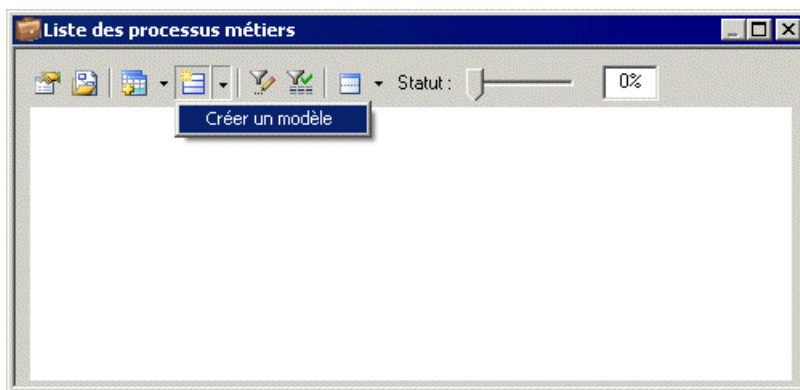 Liste des processus métiers
Statut : 0%
Créer un modèle